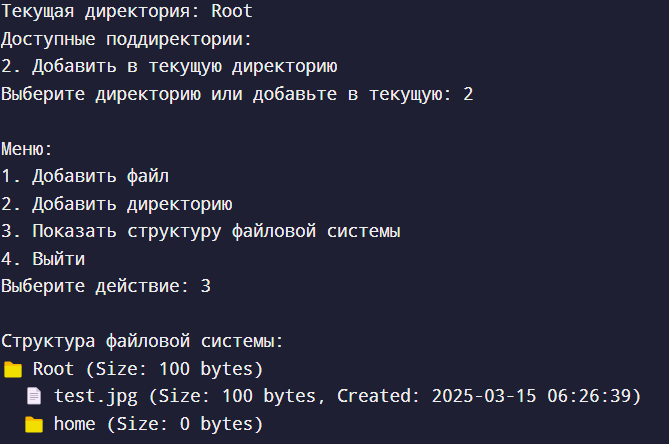 Текущая директория: Root
Доступные поддиректории:
2. Добавить в текущую директорию
Выберите директорию или добавьте в текущую: 2
Меню:
1. Добавить файл
2. Добавить директорию
3. Показать структуру файловой системы
4. Выйти
Выберите действие: 3
Структура файловой системы:
Root (Size: 100 bytes)
test.jpg (Size: 100 bytes, Created: 2025-03-15 06:26:39)
home (Size: 0 bytes)